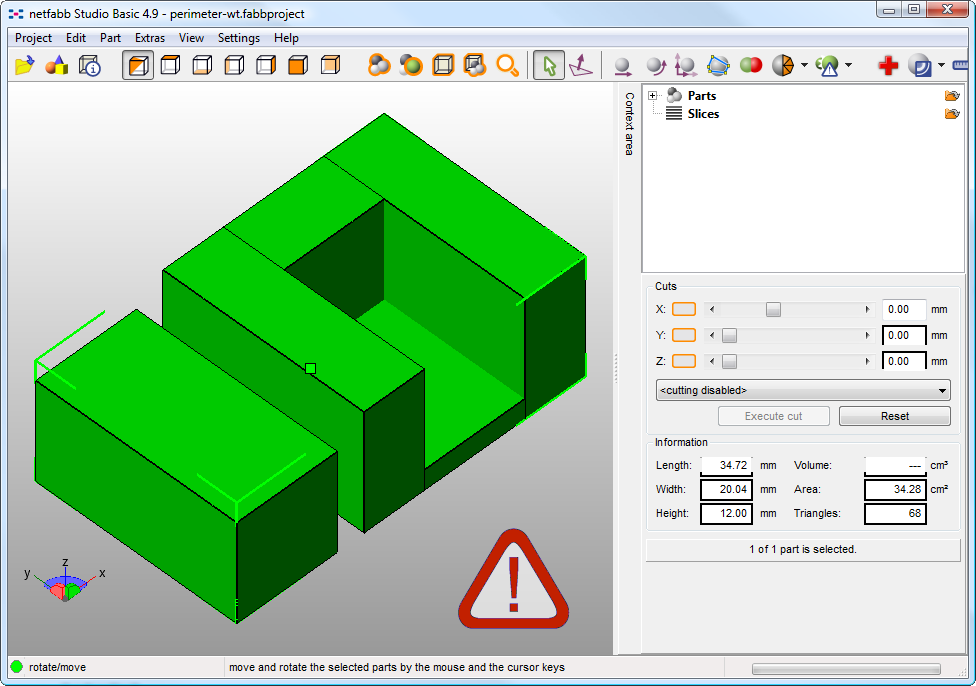 netfabb Studio Basic 4.9 - perimeter-wt.fabbproject
Project Edit Part Extras View Settings Help
Context area
Parts
Slices
Cuts
X: 0.00 mm
Y: 0.00 mm
Z: 0.00 mm
<cutting disabled>
Execute cut Reset
Information
Length: 34.72 mm Volume: --- cm³
Width: 20.04 mm Area: 34.28 cm²
Height: 12.00 mm Triangles: 68
1 of 1 part is selected.
z
y x
!
rotate/move move and rotate the selected parts by the mouse and the cursor keys